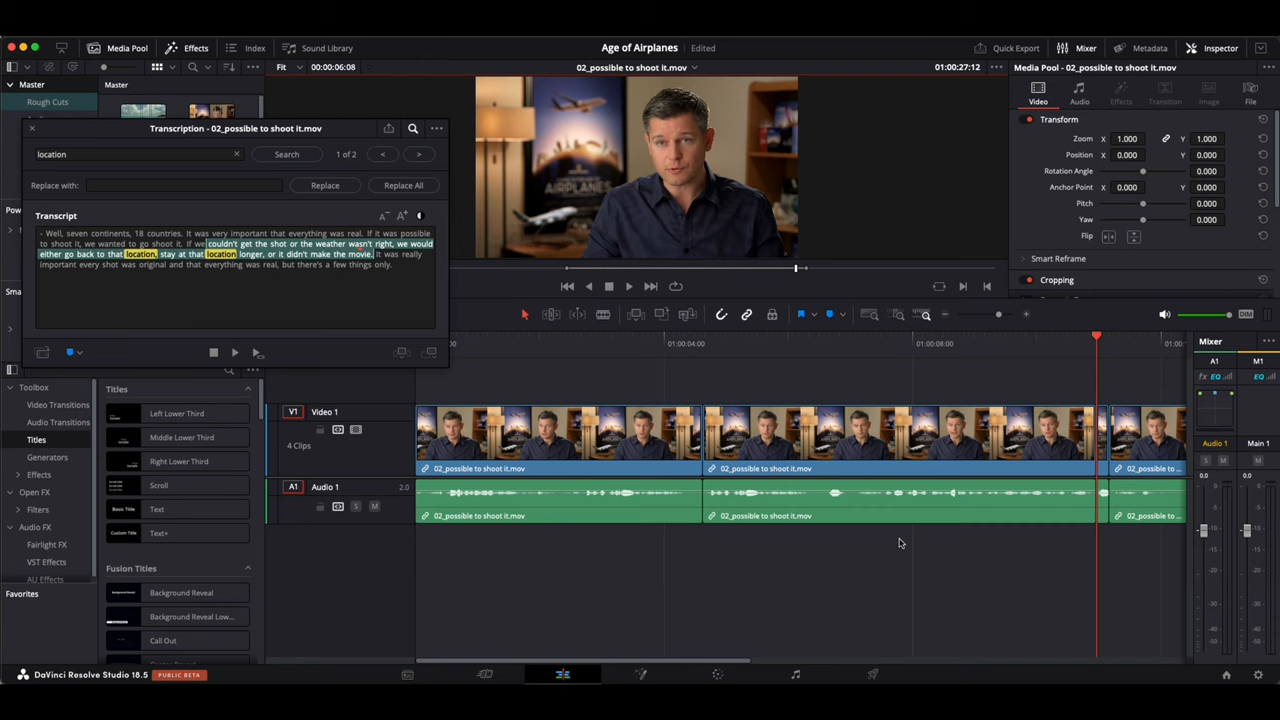 Media Pool
Effects
Index
Sound Library
Age of Airplanes
Edited
Quick Export
Mixer
Metadata
Inspector
Fit
00:00:06:08
02_possible to shoot it.mov
01:00:27:12
Media Pool - 02_possible to shoot it.mov
Master
Master
Rough Cuts
Video
Audio
Effects
Transition
Image
File
Transcription - 02_possible to shoot it.mov
location
Search
1 of 2
Replace with:
Replace
Replace All
Transcript
- Well, seven continents, 18 countries. It was very important that everything was real. If it was possible
to shoot it, we wanted to go shoot it. If we couldn't get the shot or the weather wasn't right, we would
either go back to that location, stay at that location longer, or it didn't make the movie. It was really
important every shot was original and that everything was real, but there's a few things only.
AIRPLANES
Transform
Zoom X 1.000 Y 1.000
Position X 0.000 Y 0.000
Rotation Angle 0.000
Anchor Point X 0.000 Y 0.000
Pitch 0.000
Yaw 0.000
Flip
Smart Reframe
Cropping
DIM
Toolbox
Video Transitions
Audio Transitions
Titles
Generators
Effects
Open FX
Filters
Audio FX
Fairlight FX
VST Effects
AU Effects
Favorites
Titles
Left Lower Third
Middle Lower Third
Right Lower Third
Scroll
Basic Title
Text
Custom Title
Text+
Fusion Titles
Background Reveal
Background Reveal Low...
Call Out
01:00:04:00
01:00:08:00
V1
Video 1
4 Clips
02_possible to shoot it.mov
02_possible to shoot it.mov
02_possible to ...
A1
Audio 1
2.0
S
M
02_possible to shoot it.mov
02_possible to shoot it.mov
02_possible to ...
Mixer
A1
M1
fx EQ
EQ
Audio 1
Main 1
S M
M
0.0
0.0
DaVinci Resolve Studio 18.5
PUBLIC BETA